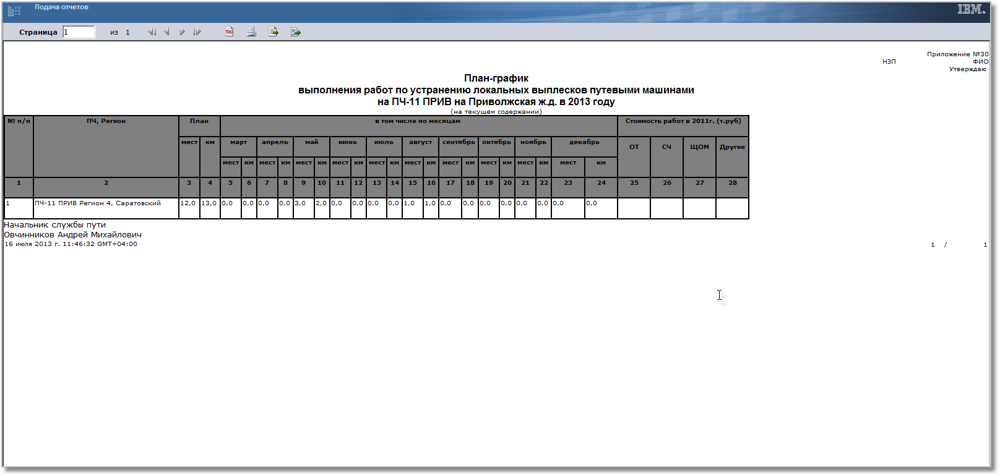 Подача отчетов
IBM.
Страница 1 из 1
TOC
Приложение №30
НЗП ФИО
Утверждаю
План-график
выполнения работ по устранению локальных выплесков путевыми машинами
на ПЧ-11 ПРИВ на Приволжская ж.д. в 2013 году
(на текущем содержании)
№ п/п ПЧ, Регион План в том числе по месяцам Стоимость работ в 2011г. (т.руб)
мест км март апрель май июнь июль август сентябрь октябрь ноябрь декабрь ОТ СЧ ЩОМ Другие
мест км мест км мест км мест км мест км мест км мест км мест км мест км мест км
1 2 3 4 5 6 7 8 9 10 11 12 13 14 15 16 17 18 19 20 21 22 23 24 25 26 27 28
1 ПЧ-11 ПРИВ Регион 4, Саратовский 12,0 13,0 0,0 0,0 0,0 0,0 3,0 2,0 0,0 0,0 0,0 0,0 1,0 1,0 0,0 0,0 0,0 0,0 0,0 0,0 0,0 0,0
Начальник службы пути
Овчинников Андрей Михайлович
16 июля 2013 г. 11:46:32 GMT+04:00
1 / 1